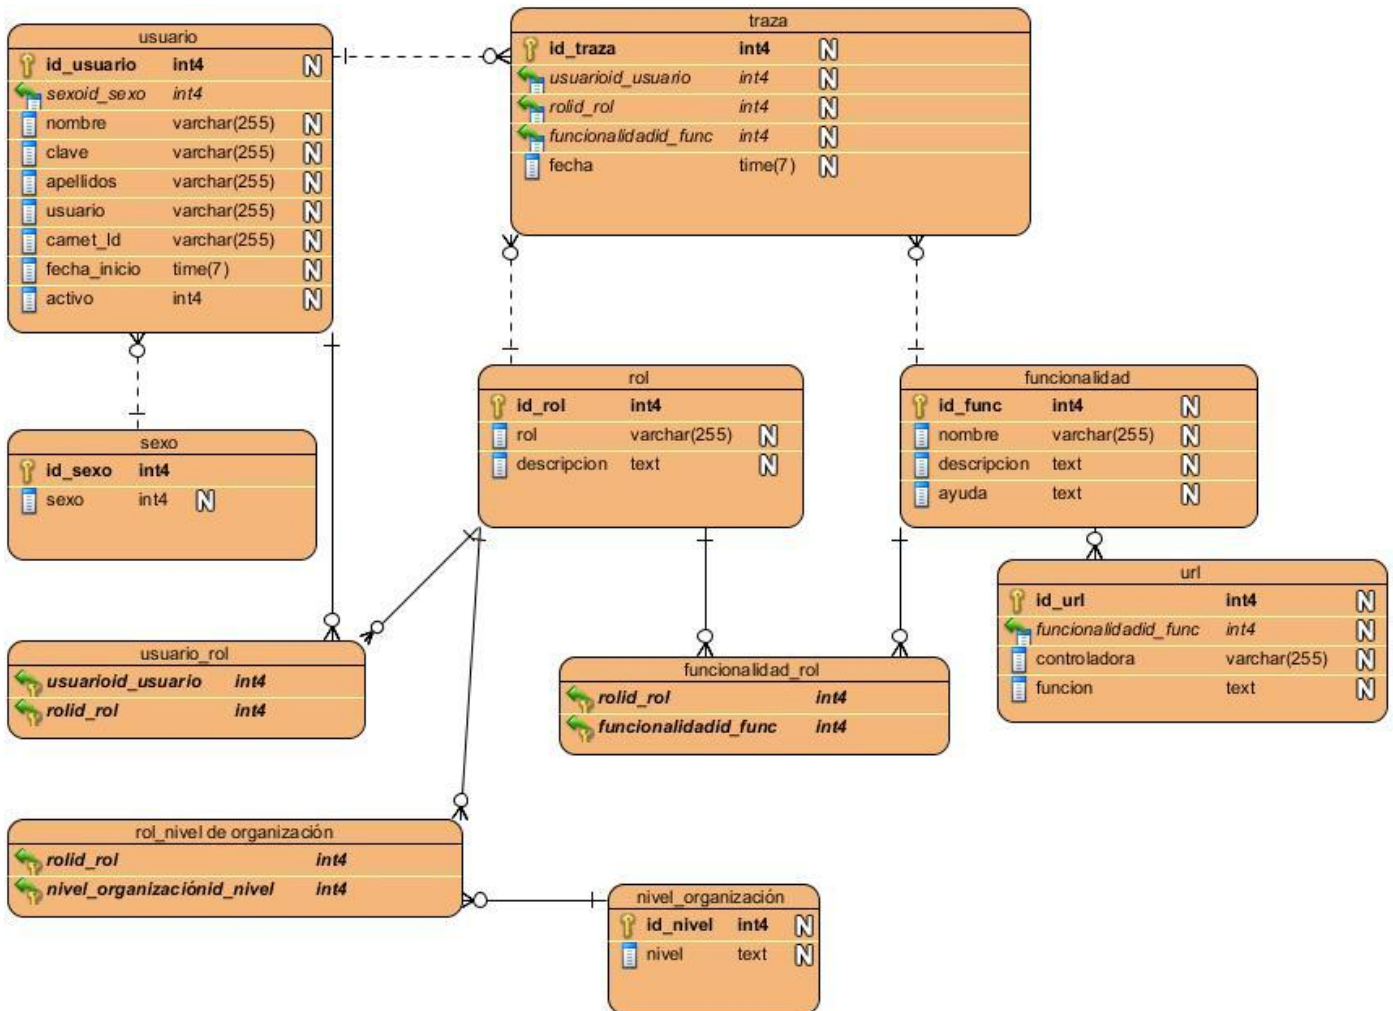 usuario
id_usuario int4 N
sexoid_sexo int4
nombre varchar(255) N
clave varchar(255) N
apellidos varchar(255) N
usuario varchar(255) N
carnet_Id varchar(255) N
fecha_inicio time(7) N
activo int4 N
traza
id_traza int4 N
usuarioid_usuario int4 N
rolid_rol int4 N
funcionalidadid_func int4 N
fecha time(7) N
sexo
id_sexo int4
sexo int4 N
rol
id_rol int4
rol varchar(255) N
descripcion text N
funcionalidad
id_func int4 N
nombre varchar(255) N
descripcion text N
ayuda text N
url
id_url int4 N
funcionalidadid_func int4 N
controladora varchar(255) N
funcion text N
usuario_rol
usuarioid_usuario int4
rolid_rol int4
funcionalidad_rol
rolid_rol int4
funcionalidadid_func int4
rol_nivel de organización
rolid_rol int4
nivel_organizaciónid_nivel int4
nivel_organización
id_nivel int4 N
nivel text N